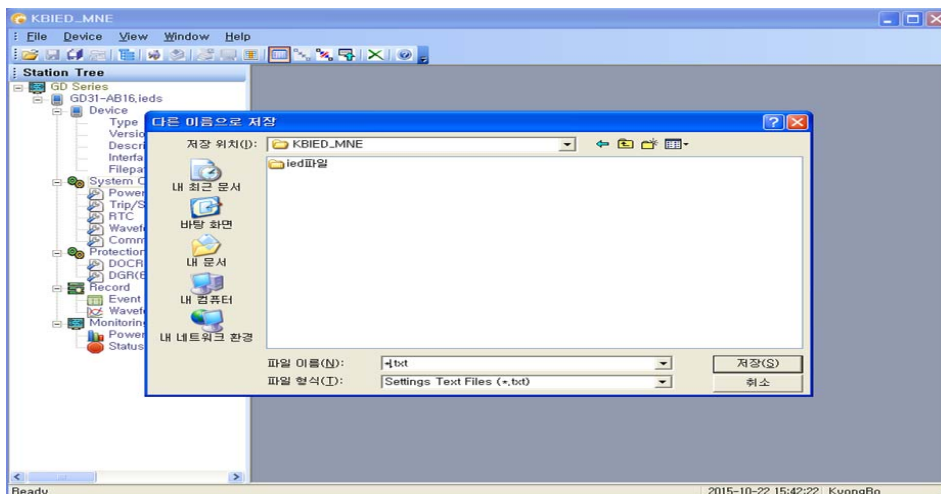 KBIED_MNE
File Device View Window Help
Station Tree
GD Series
GD31-AB16.ieds
Device
Type
Versio
Descri
Interfa
Filepa
System C
Power
Trip/S
RTC
Wavef
Comm
Protection
DOCR
DGR(6
Record
Event
Wavef
Monitorin
Power
Status
다른 이름으로 저장
저장 위치(I):
KBIED_MNE
ied파일
내 최근 문서
바탕 화면
내 문서
내 컴퓨터
내 네트워크 환경
파일 이름(N):
*.txt
저장(S)
파일 형식(T):
Settings Text Files (*.txt)
취소
Ready
2015-10-22 15:42:22
KyongBo